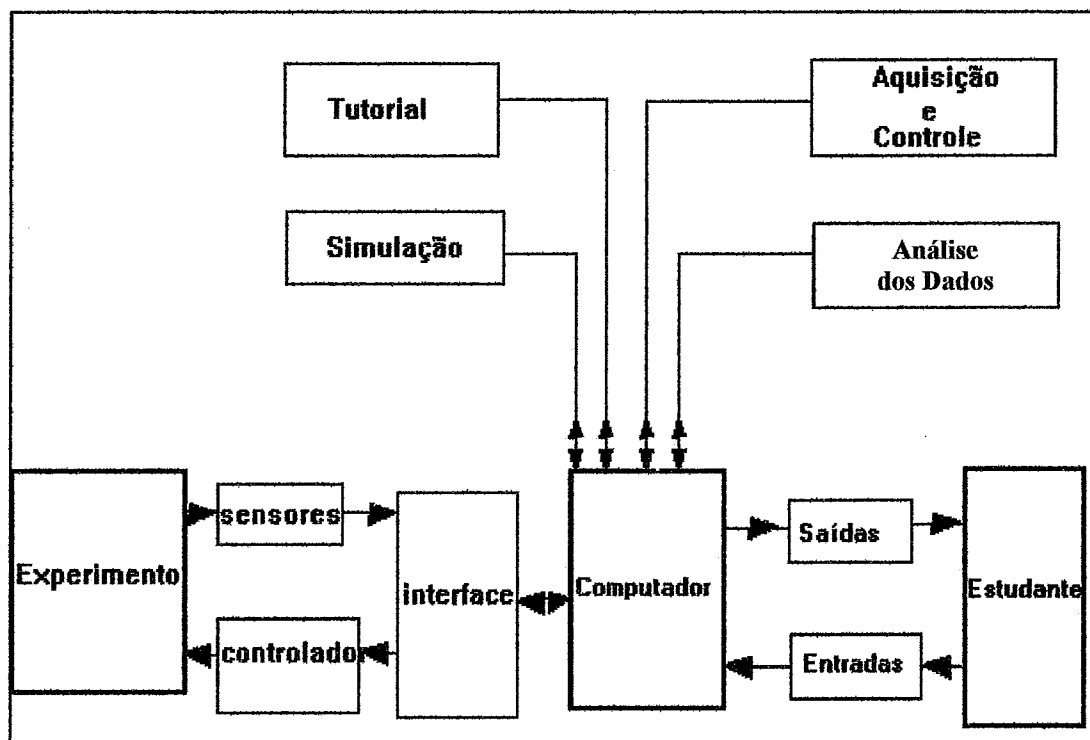 Tutorial
Aquisição
e
Controle
Simulação
Análise
dos Dados
sensores
Saídas
Experimento
interface
Computador
Estudante
controlador
Entradas